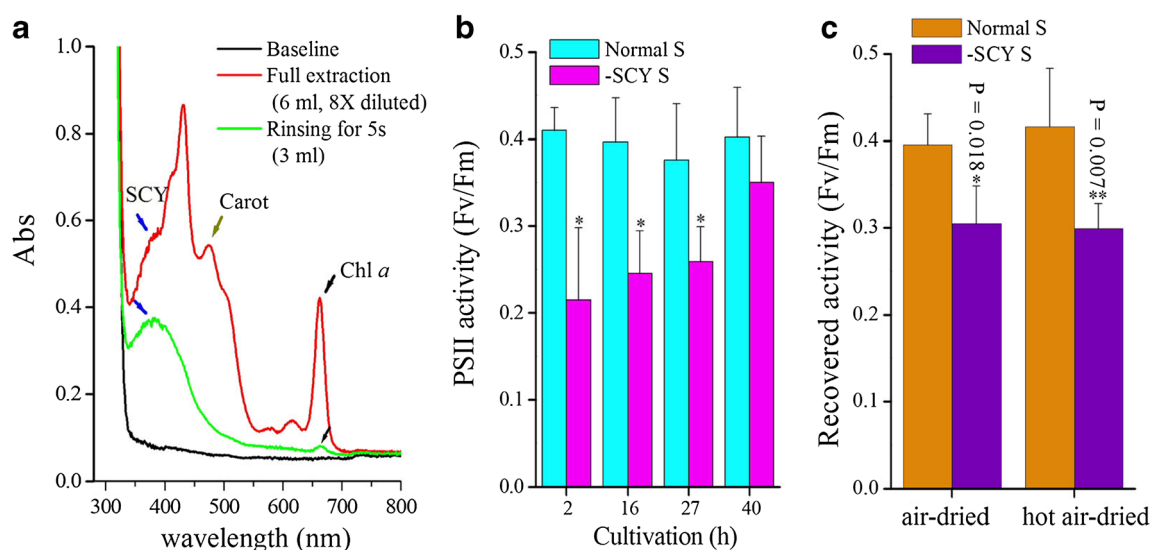 a
Abs
1.0
0.8
0.6
0.4
0.2
0.0
300 400 500 600 700 800
wavelength (nm)
Baseline
Full extraction
(6 ml, 8X diluted)
Rinsing for 5s
(3 ml)
SCY
Carot
Chl a
b
PSII activity (Fv/Fm)
0.5
0.4
0.3
0.2
0.1
0.0
Normal S
-SCY S
*
*
*
2 16 27 40
Cultivation (h)
c
Recovered activity (Fv/Fm)
0.5
0.4
0.3
0.2
0.1
0.0
Normal S
-SCY S
P = 0.018*
P = 0.007**
air-dried hot air-dried